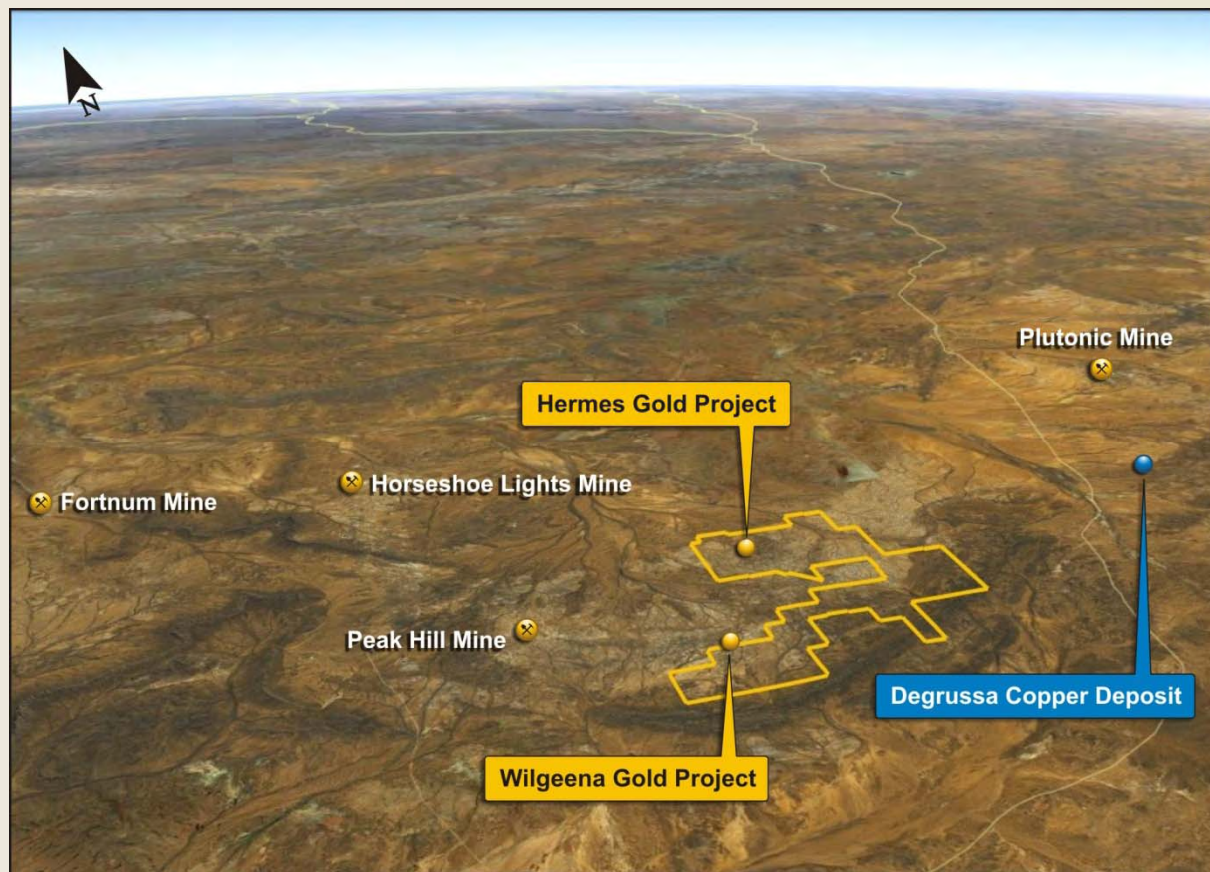 N
Plutonic Mine
Hermes Gold Project
Horseshoe Lights Mine
Fortnum Mine
Peak Hill Mine
Degrussa Copper Deposit
Wilgeena Gold Project